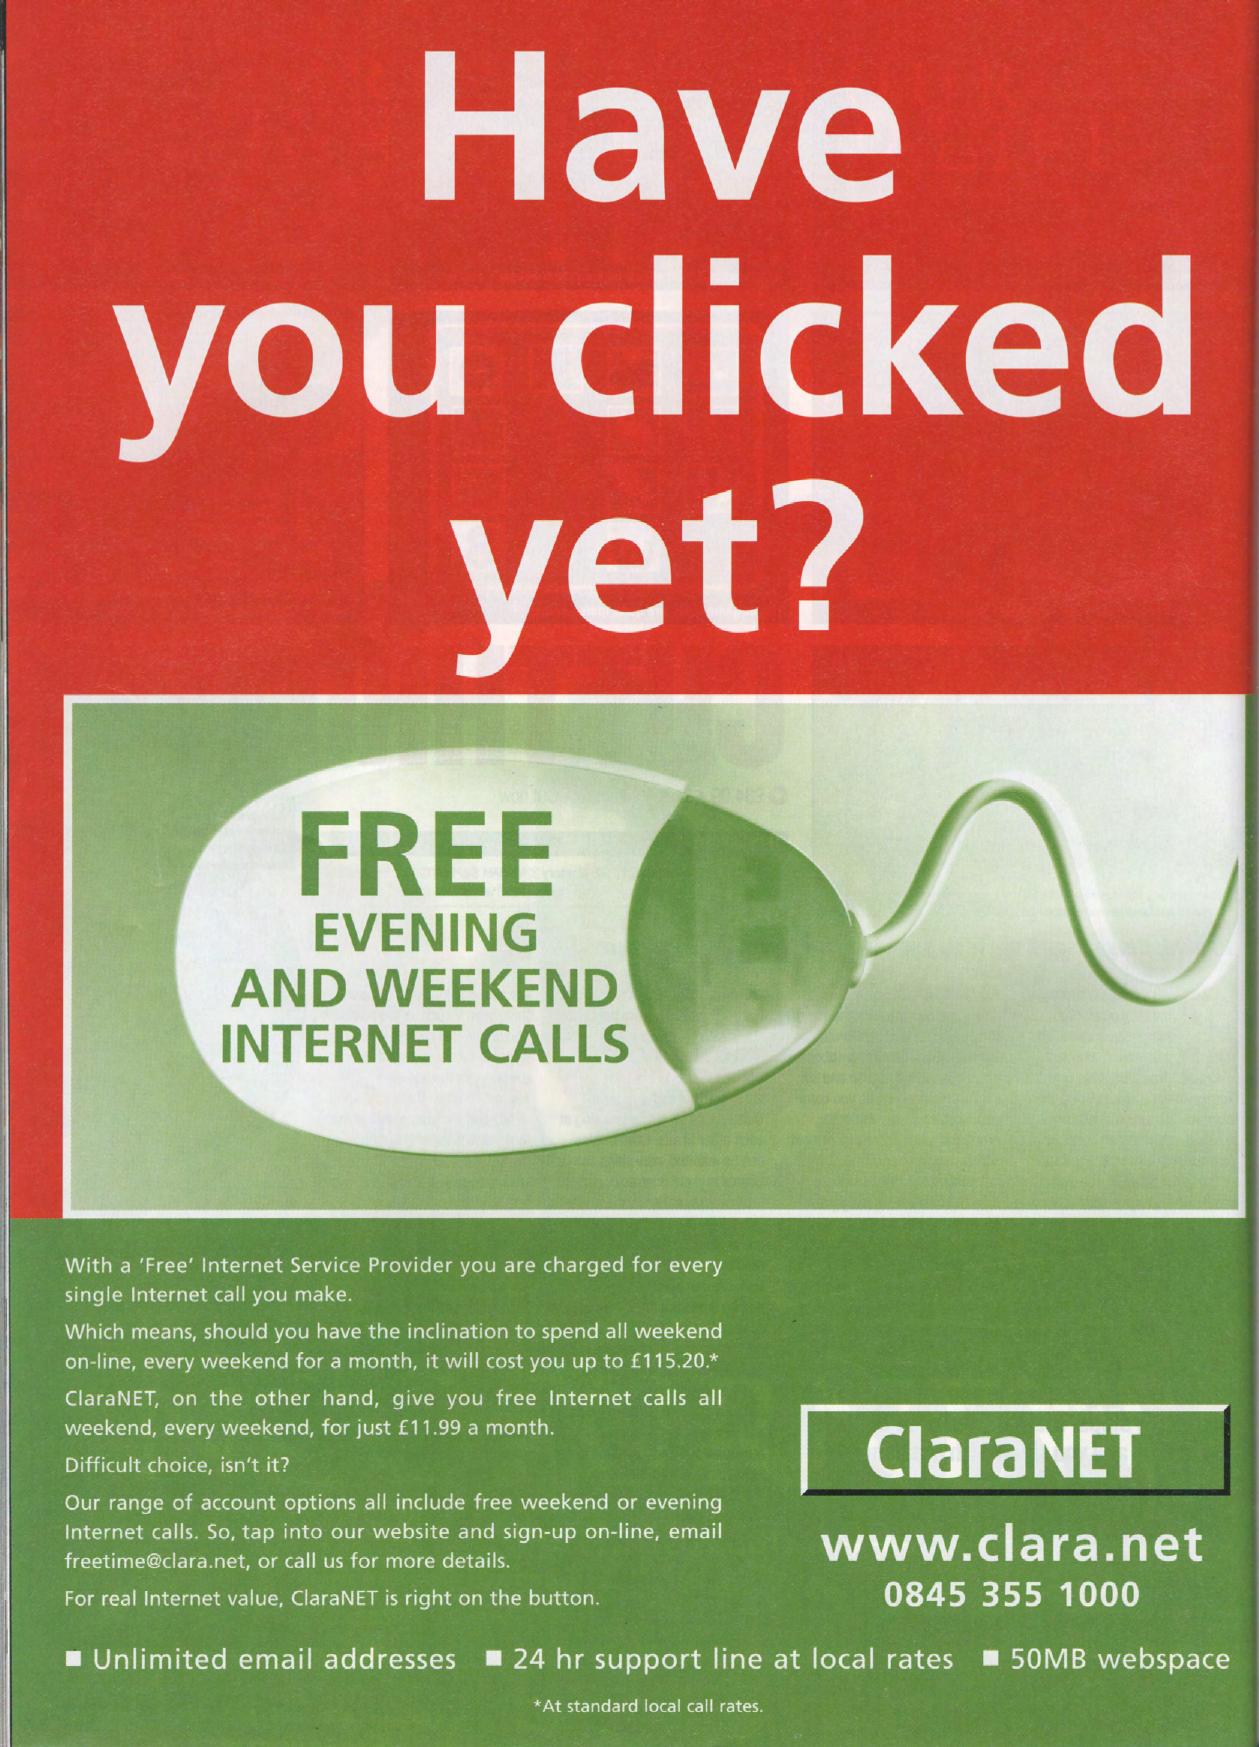 Have
you clicked
yet?
FREE
EVENING
AND WEEKEND
INTERNET CALLS
With a 'Free' Internet Service Provider you are charged for every
single Internet call you make.
Which means, should you have the inclination to spend all weekend
on-line, every weekend for a month, it will cost you up to £115.20.*
ClaraNET, on the other hand, give you free Internet calls all
weekend, every weekend, for just £11.99 a month.
Difficult choice, isn't it?
Our range of account options all include free weekend or evening
Internet calls. So, tap into our website and sign-up on-line, email
freetime@clara.net, or call us for more details.
For real Internet value, ClaraNET is right on the button.
ClaraNET
www.clara.net
0845 355 1000
■ Unlimited email addresses ■ 24 hr support line at local rates ■ 50MB webspace
*At standard local call rates.